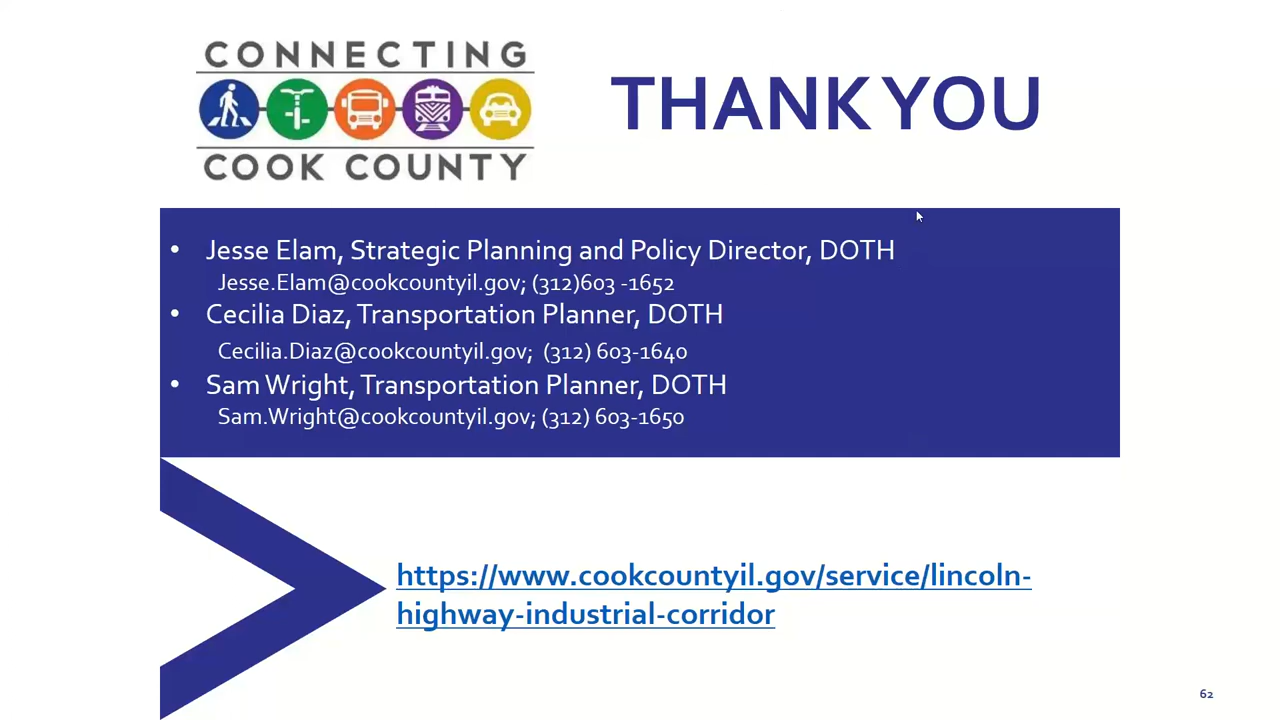 CONNECTING
COOK COUNTY
THANK YOU
• Jesse Elam, Strategic Planning and Policy Director, DOTH
Jesse.Elam@cookcountyil.gov; (312)603 -1652
• Cecilia Diaz, Transportation Planner, DOTH
Cecilia.Diaz@cookcountyil.gov;  (312) 603-1640
• Sam Wright, Transportation Planner, DOTH
Sam.Wright@cookcountyil.gov; (312) 603-1650
https://www.cookcountyil.gov/service/lincoln-
highway-industrial-corridor
62